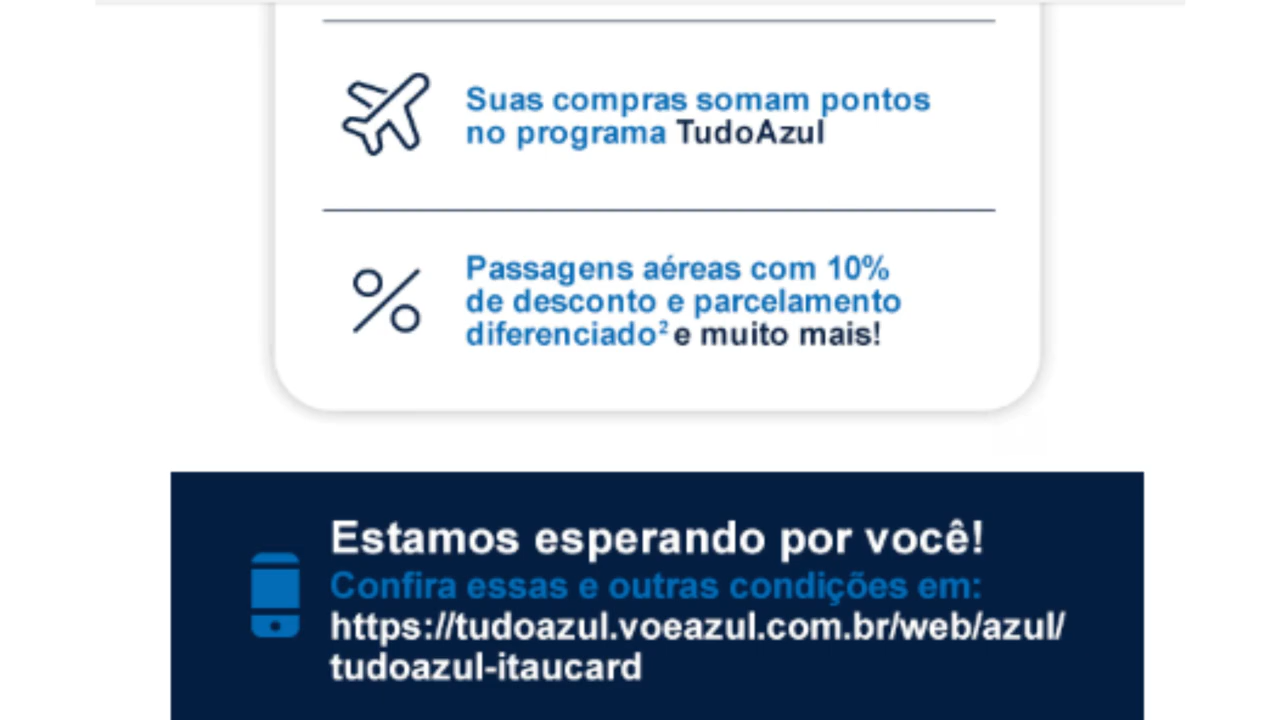 Suas compras somam pontos
no programa TudoAzul
Passagens aéreas com 10%
de desconto e parcelamento
diferenciado² e muito mais!
Estamos esperando por você!
Confira essas e outras condições em:
https://tudoazul.voeazul.com.br/web/azul/
tudoazul-itaucard